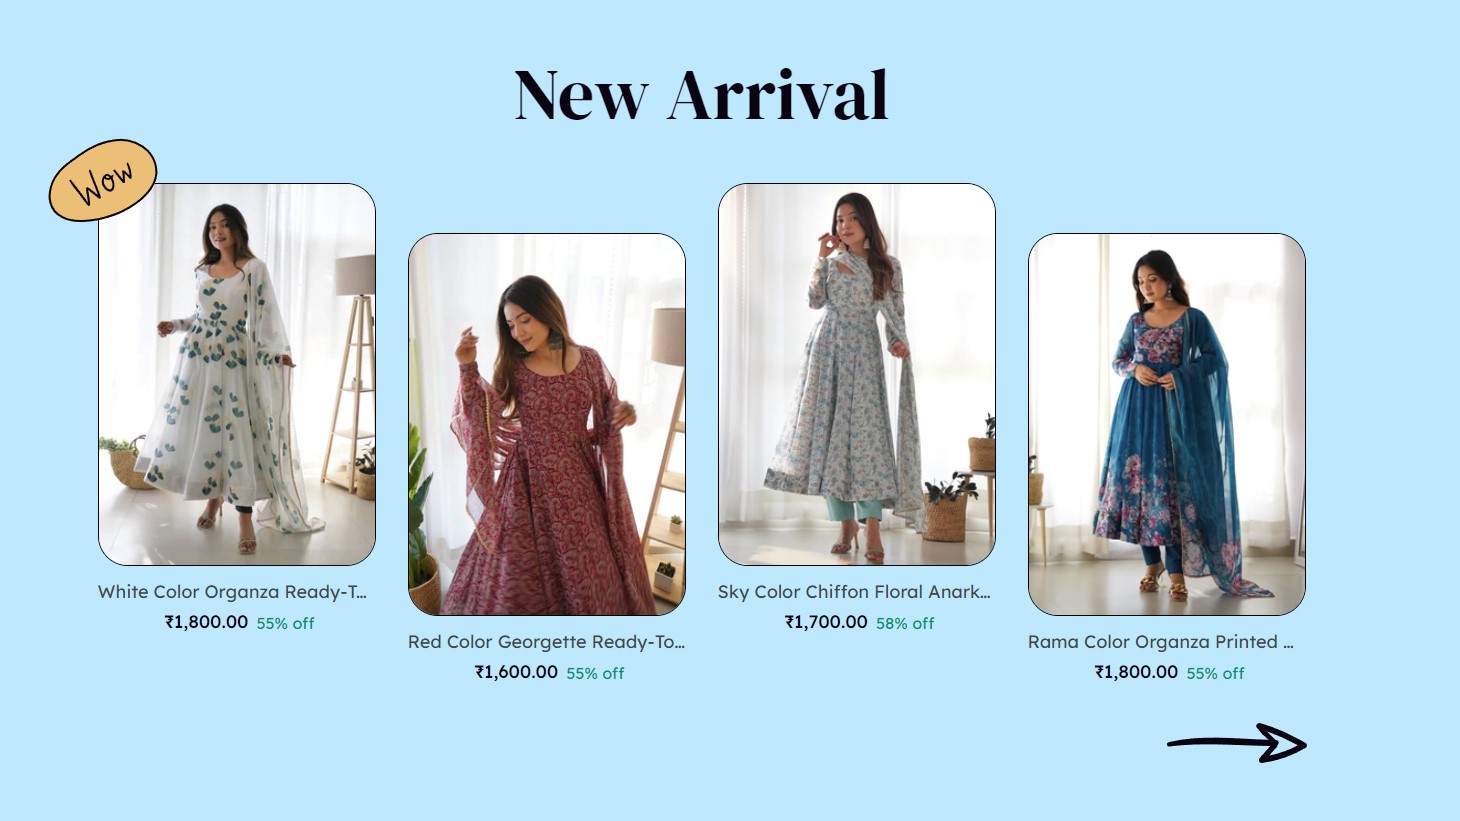 New Arrival
Wow
White Color Organza Ready-T...
₹1,800.00 55% off
Red Color Georgette Ready-To...
₹1,600.00 55% off
Sky Color Chiffon Floral Anark...
₹1,700.00 58% off
Rama Color Organza Printed ...
₹1,800.00 55% off